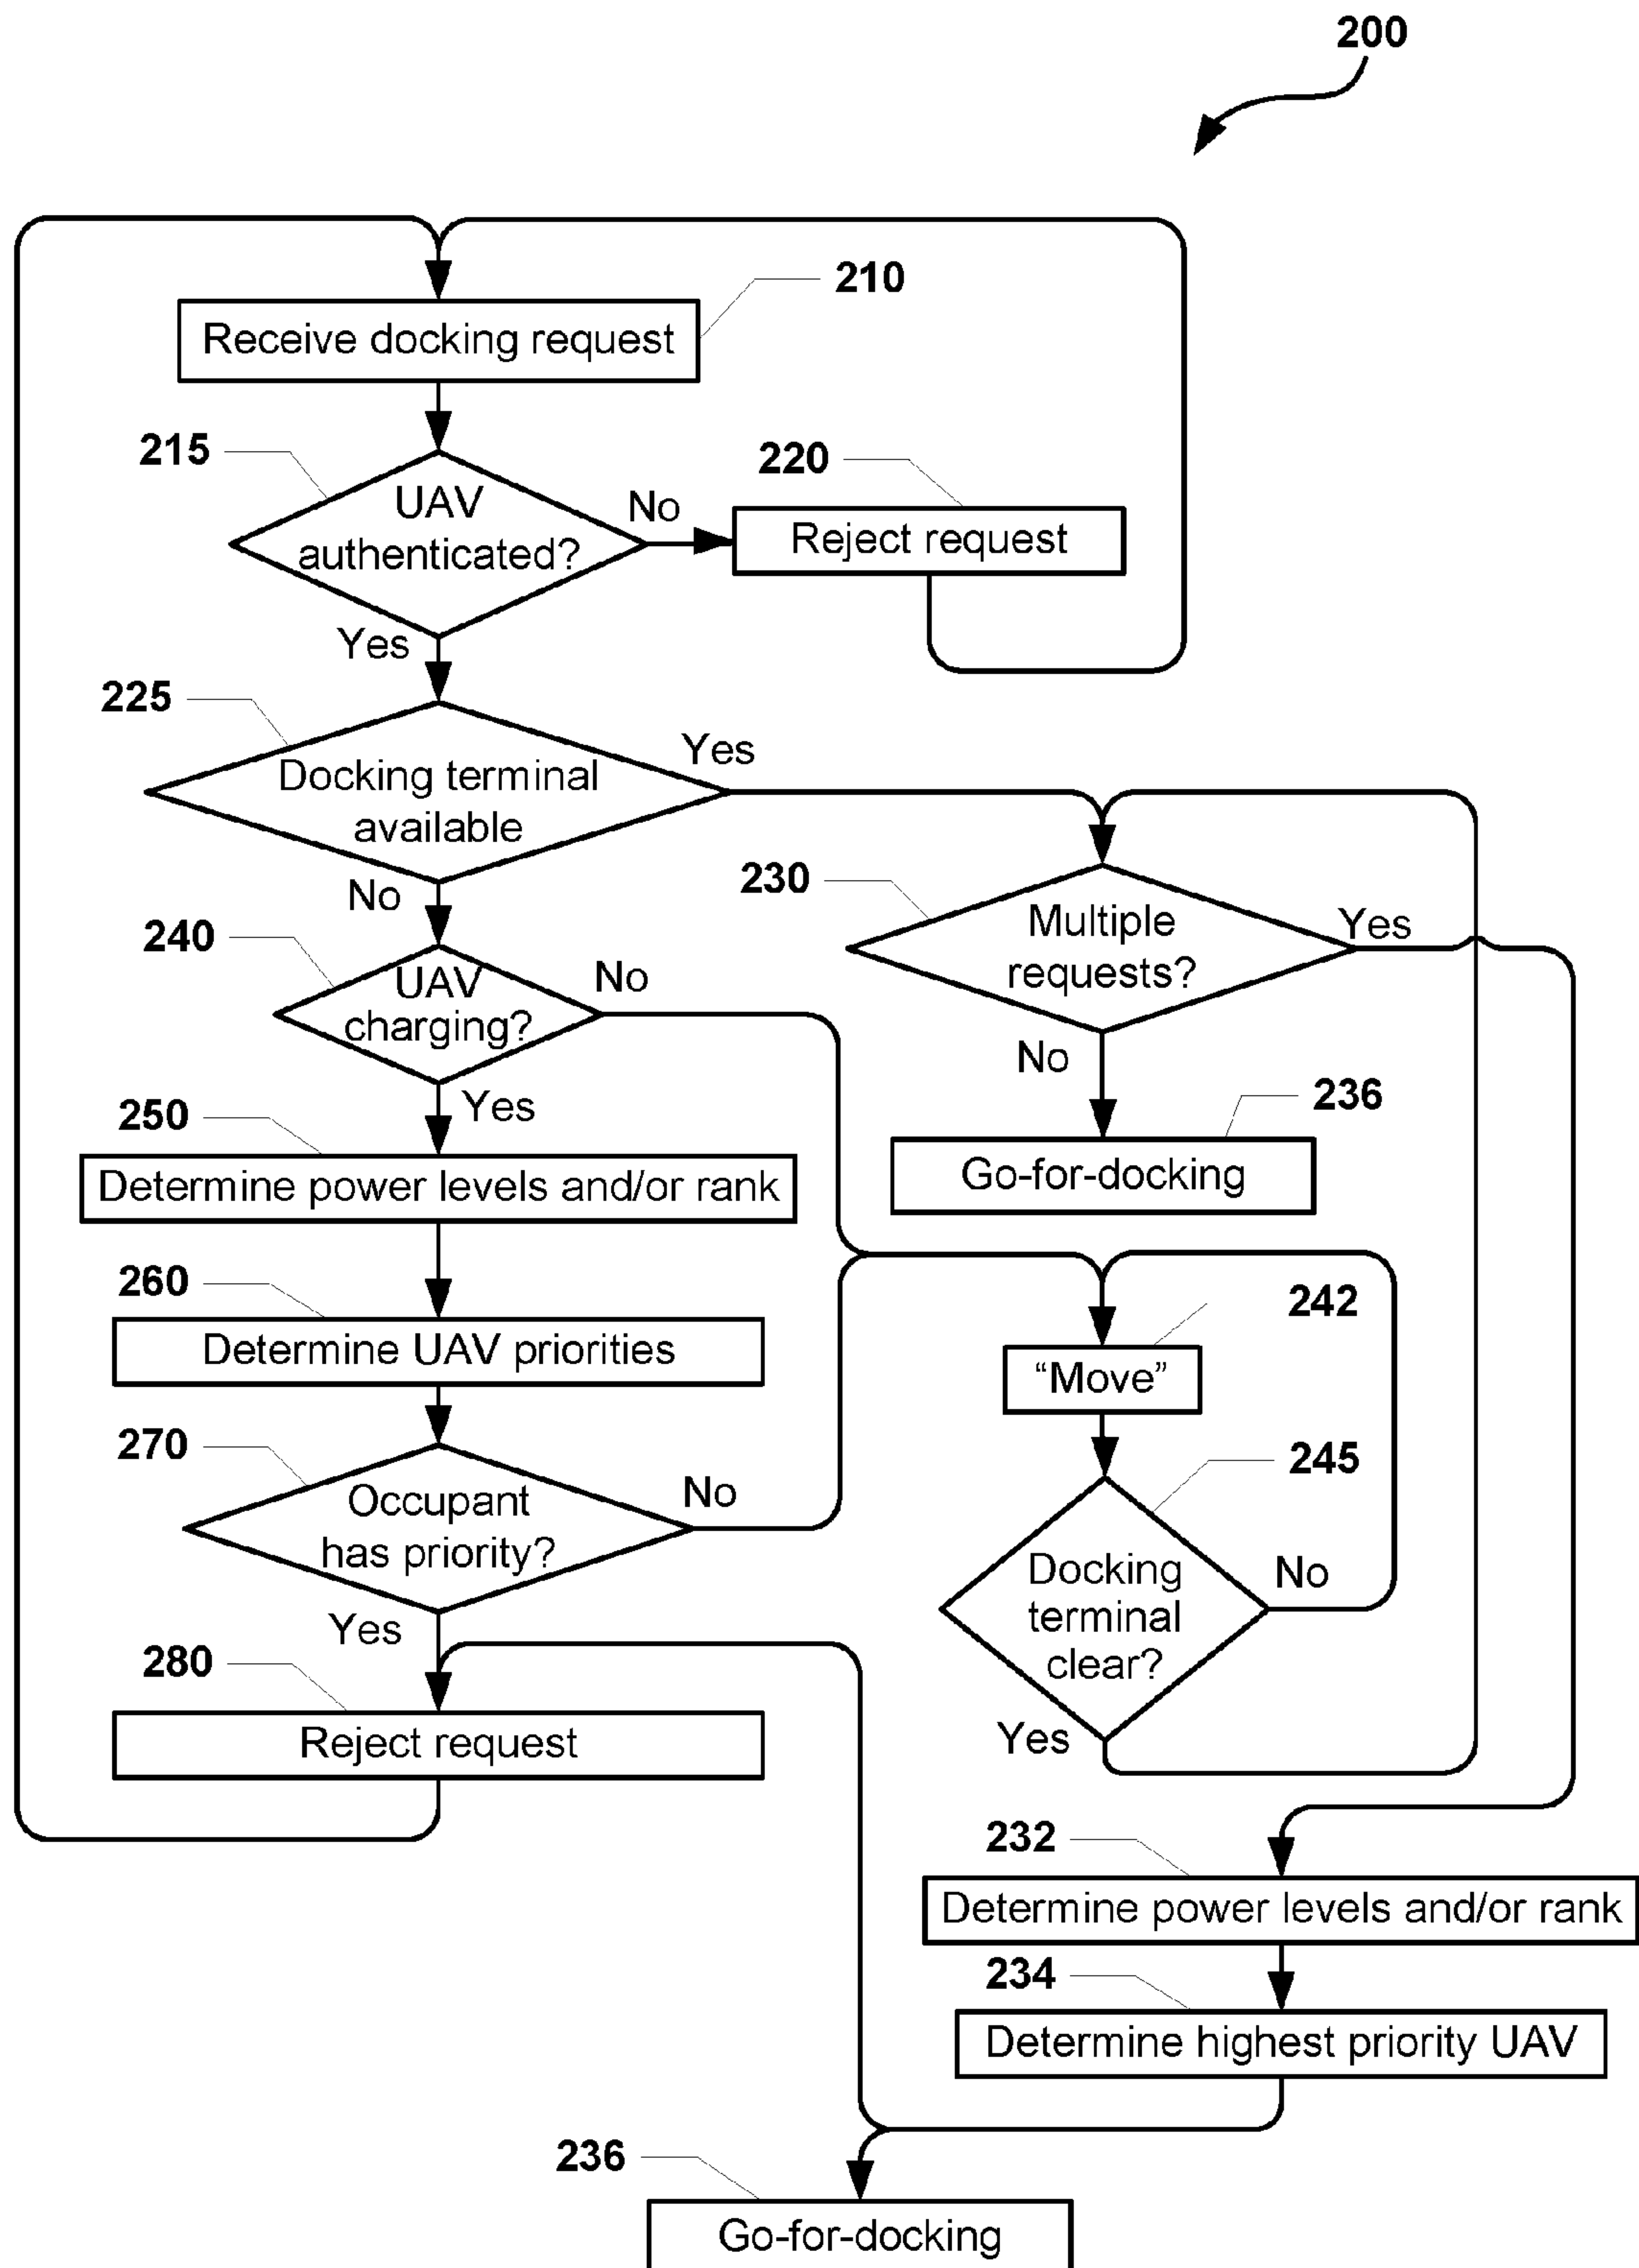 200
210
Receive docking request
215
UAV
authenticated?
No
220
Reject request
Yes
225
Docking terminal
available
Yes
No
230
Multiple
requests?
Yes
No
236
Go-for-docking
240
UAV
charging?
No
Yes
250
Determine power levels and/or rank
260
Determine UAV priorities
242
“Move”
270
Occupant
has priority?
No
Yes
245
Docking
terminal
clear?
No
Yes
280
Reject request
232
Determine power levels and/or rank
234
Determine highest priority UAV
236
Go-for-docking